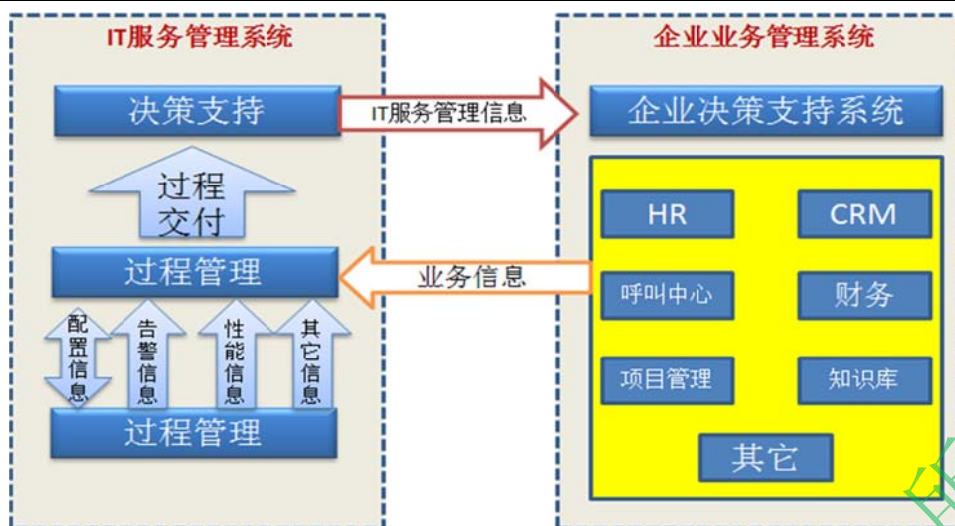 IT服务管理系统
企业业务管理系统
决策支持
IT服务管理信息
企业决策支持系统
过程
交付
HR
CRM
过程管理
业务信息
呼叫中心
财务
配置信息
告警信息
性能信息
其它信息
项目管理
知识库
过程管理
其它